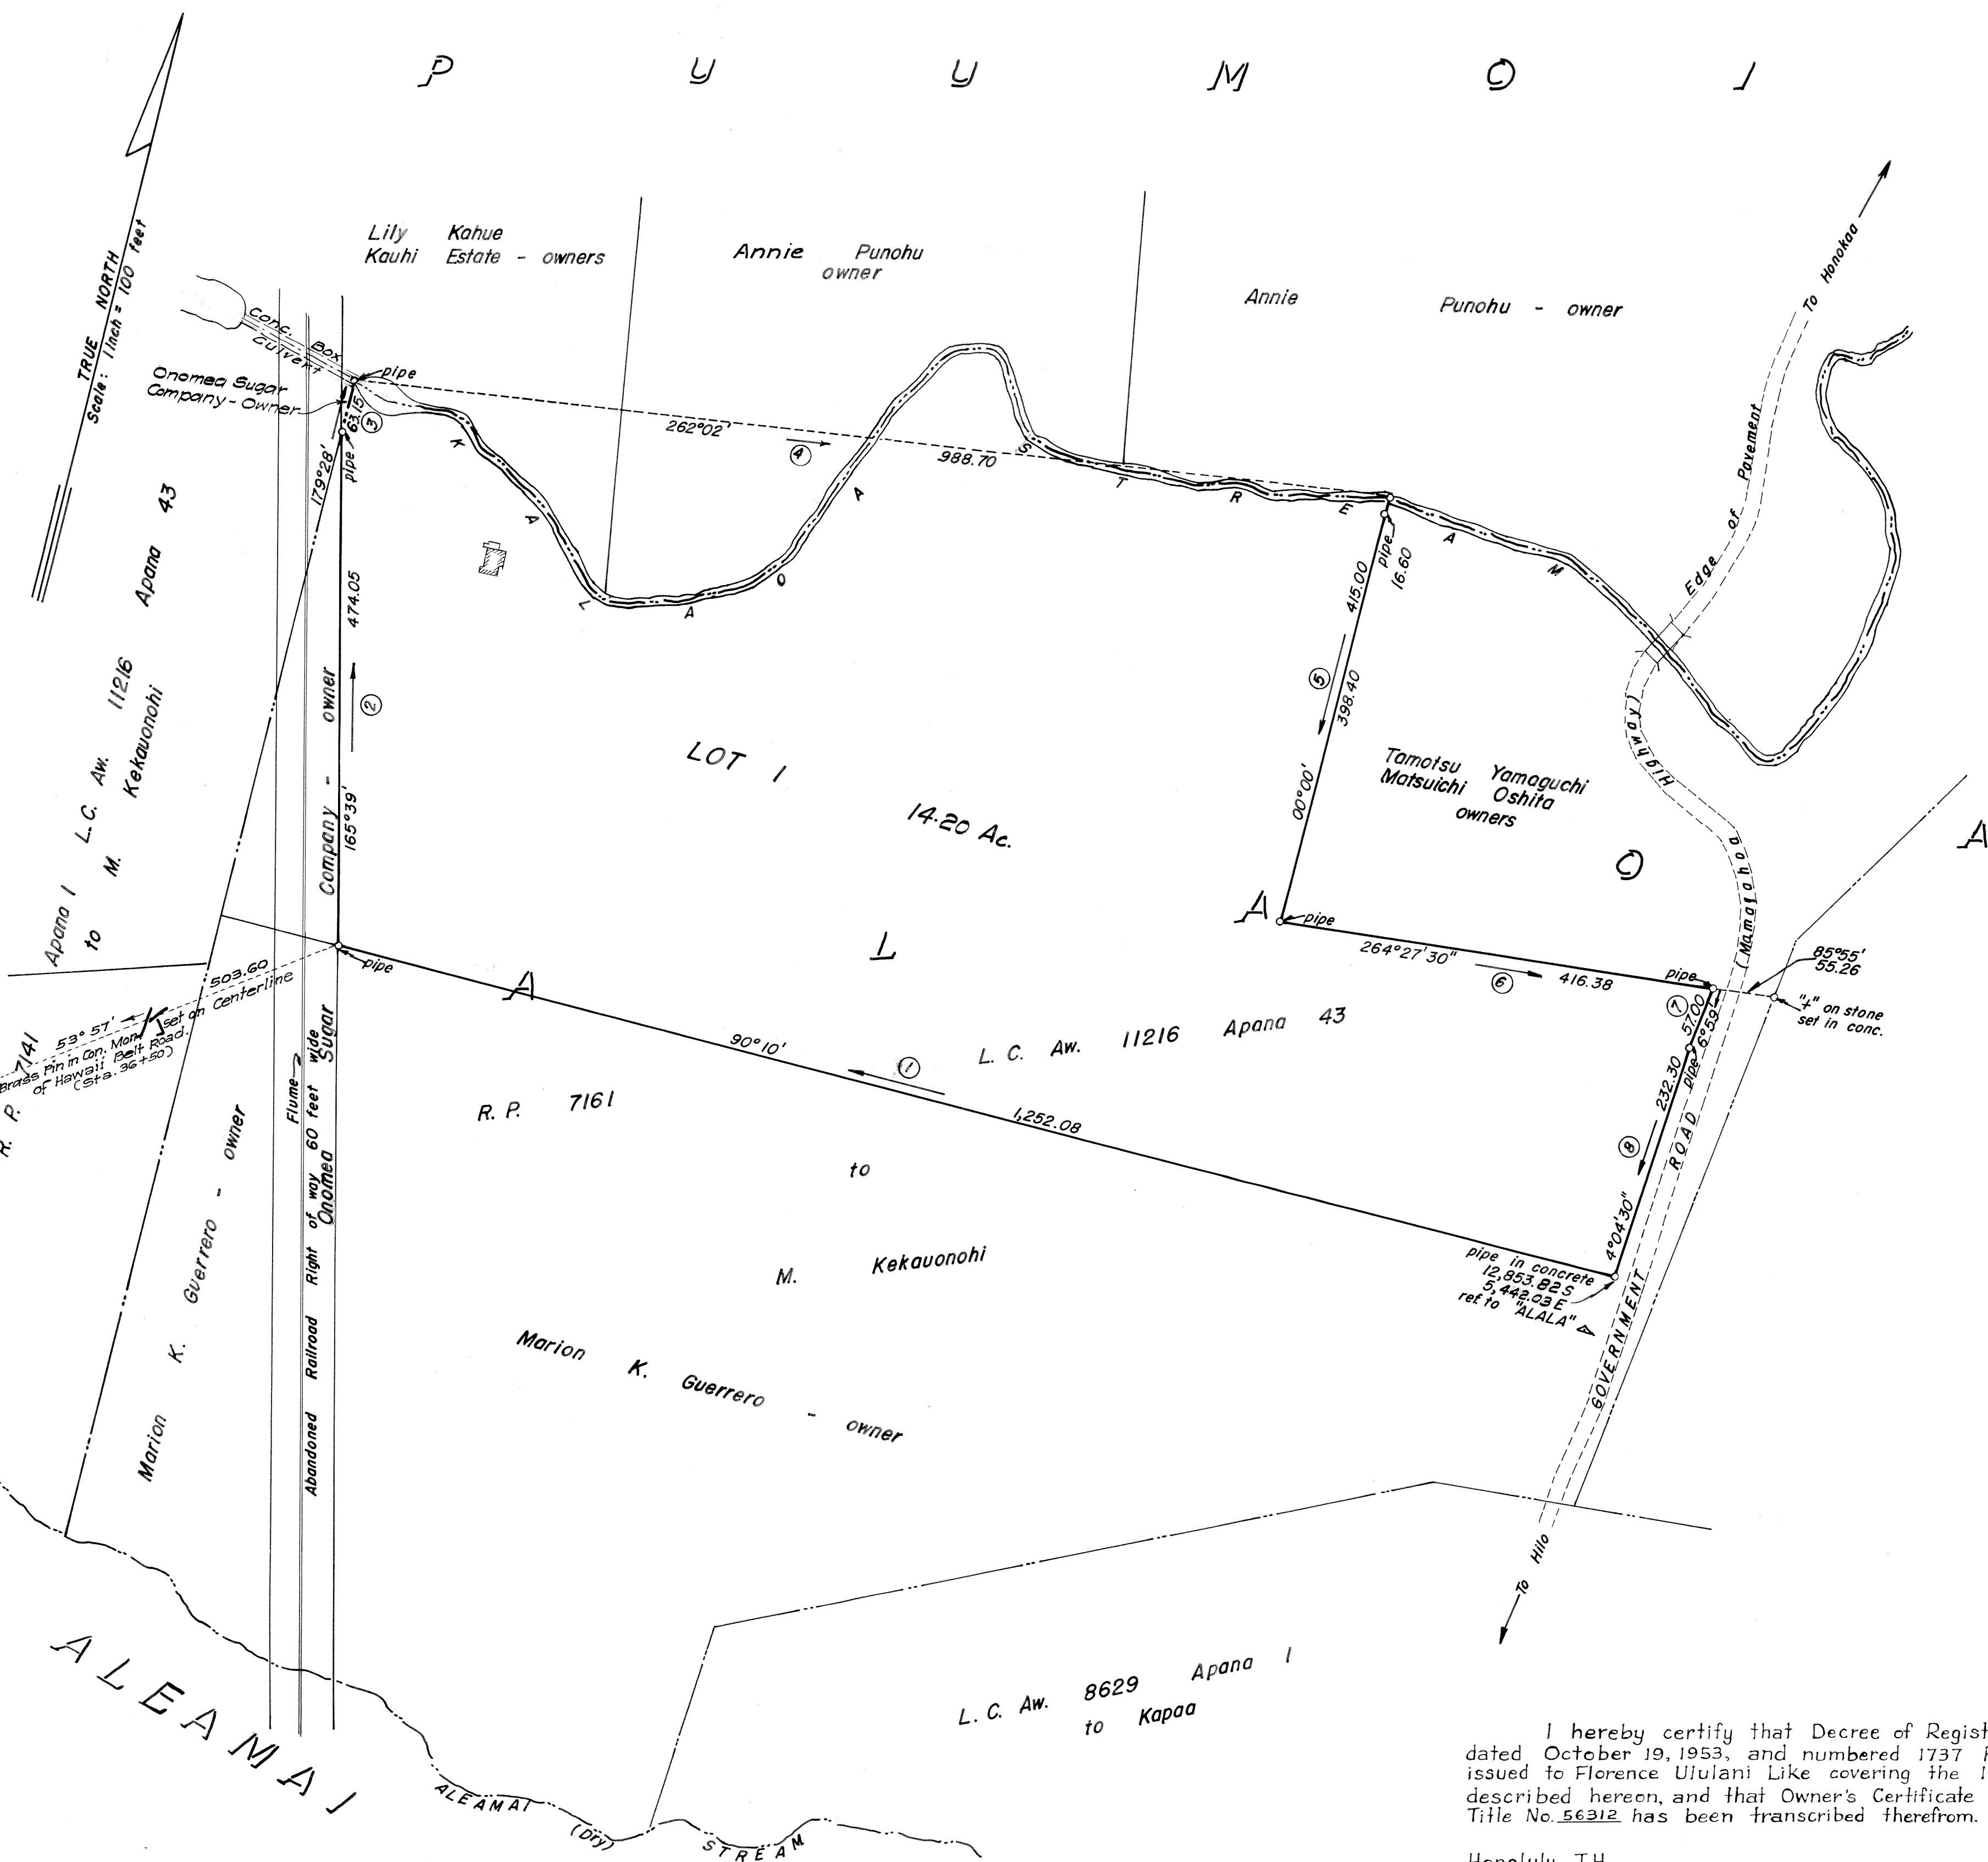 P U U M O I
TRUE NORTH
Scale: 1 Inch = 100 feet
Lily Kahue
Kauhi Estate - owners
Annie Punohu
owner
Annie Punohu - owner
To Honokaa
Edge of Pavement
Conc. Box
Culvert
pipe
Onomea Sugar
Company - Owner
63.15
3
pipe
179°28'
262°02'
4
988.70
K A L A O A S T R E A M
474.05
2
165°39'
Onomea Sugar Company - owner
Apana 1 L.C. Aw. 11216 Apana 43
to M. Kekauonohi
R. P. 7141
LOT 1
14.20 Ac.
pipe
16.60
415.00
5
398.40
00°00'
Tamotsu Yamaguchi
Matsuichi Oshita
owners
(Mamalahoa Highway)
K A L A O A
pipe
264°27'30"
6
416.38
pipe
85°55'
55.26
"+" on stone
set in conc.
7
57.00
6°59'
pipe
232.30
8
4°04'30"
GOVERNMENT ROAD
pipe
503.60
53°57'
Brass Pin in Con. Mon. set on Centerline
of Hawaii Belt Road.
(Sta. 36+50)
90°10'
1
1,252.08
L. C. Aw. 11216 Apana 43
R. P. 7161
to
M. Kekauonohi
Marion K. Guerrero - owner
Marion K. Guerrero - owner
Flume
Abandoned Railroad Right of way 60 feet wide
pipe in concrete
12,853.82 S
5,442.03 E
ref. to "ALALA"
To Hilo
L. C. Aw. 8629 Apana 1
to Kapaa
ALEAMAI
ALEAMAI (Dry) STREAM
I hereby certify that Decree of Regist
dated October 19, 1953, and numbered 1737
issued to Florence Ululani Like covering the
described hereon, and that Owner's Certificate
Title No. 56312 has been transcribed therefrom.
Honolulu, T.H.